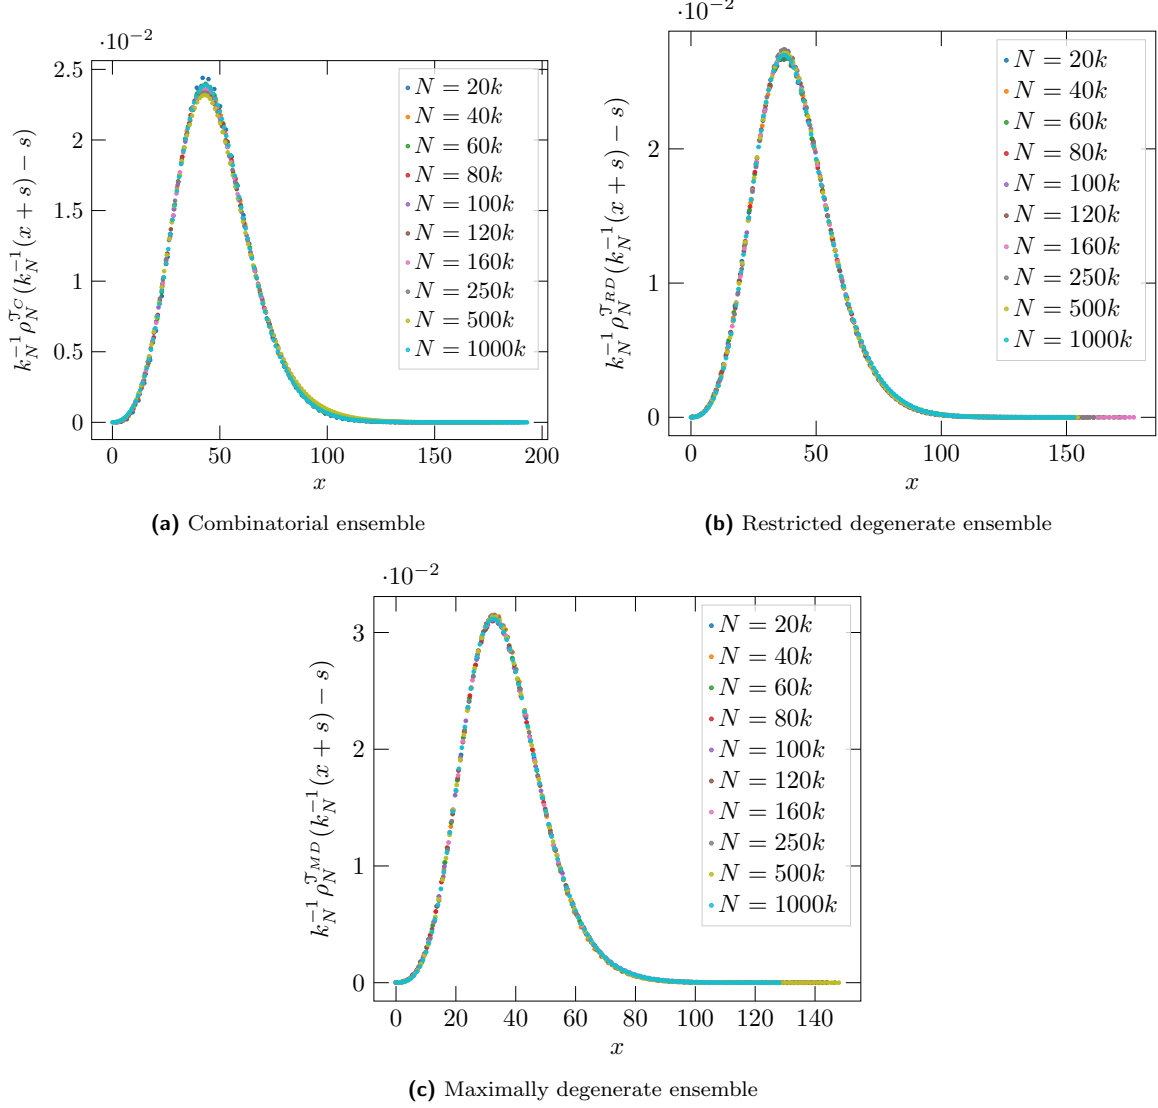 ·10⁻²
2.5
2
1.5
1
0.5
0
0 50 100 150 200
x
k_N^{-1} ρ_N^{𝒯_C}(k_N^{-1}(x + s) − s)
N = 20k
N = 40k
N = 60k
N = 80k
N = 100k
N = 120k
N = 160k
N = 250k
N = 500k
N = 1000k
(a) Combinatorial ensemble
·10⁻²
2
1
0
0 50 100 150
x
k_N^{-1} ρ_N^{𝒯_{RD}}(k_N^{-1}(x + s) − s)
N = 20k
N = 40k
N = 60k
N = 80k
N = 100k
N = 120k
N = 160k
N = 250k
N = 500k
N = 1000k
(b) Restricted degenerate ensemble
·10⁻²
3
2
1
0
0 20 40 60 80 100 120 140
x
k_N^{-1} ρ_N^{𝒯_{MD}}(k_N^{-1}(x + s) − s)
N = 20k
N = 40k
N = 60k
N = 80k
N = 100k
N = 120k
N = 160k
N = 250k
N = 500k
N = 1000k
(c) Maximally degenerate ensemble